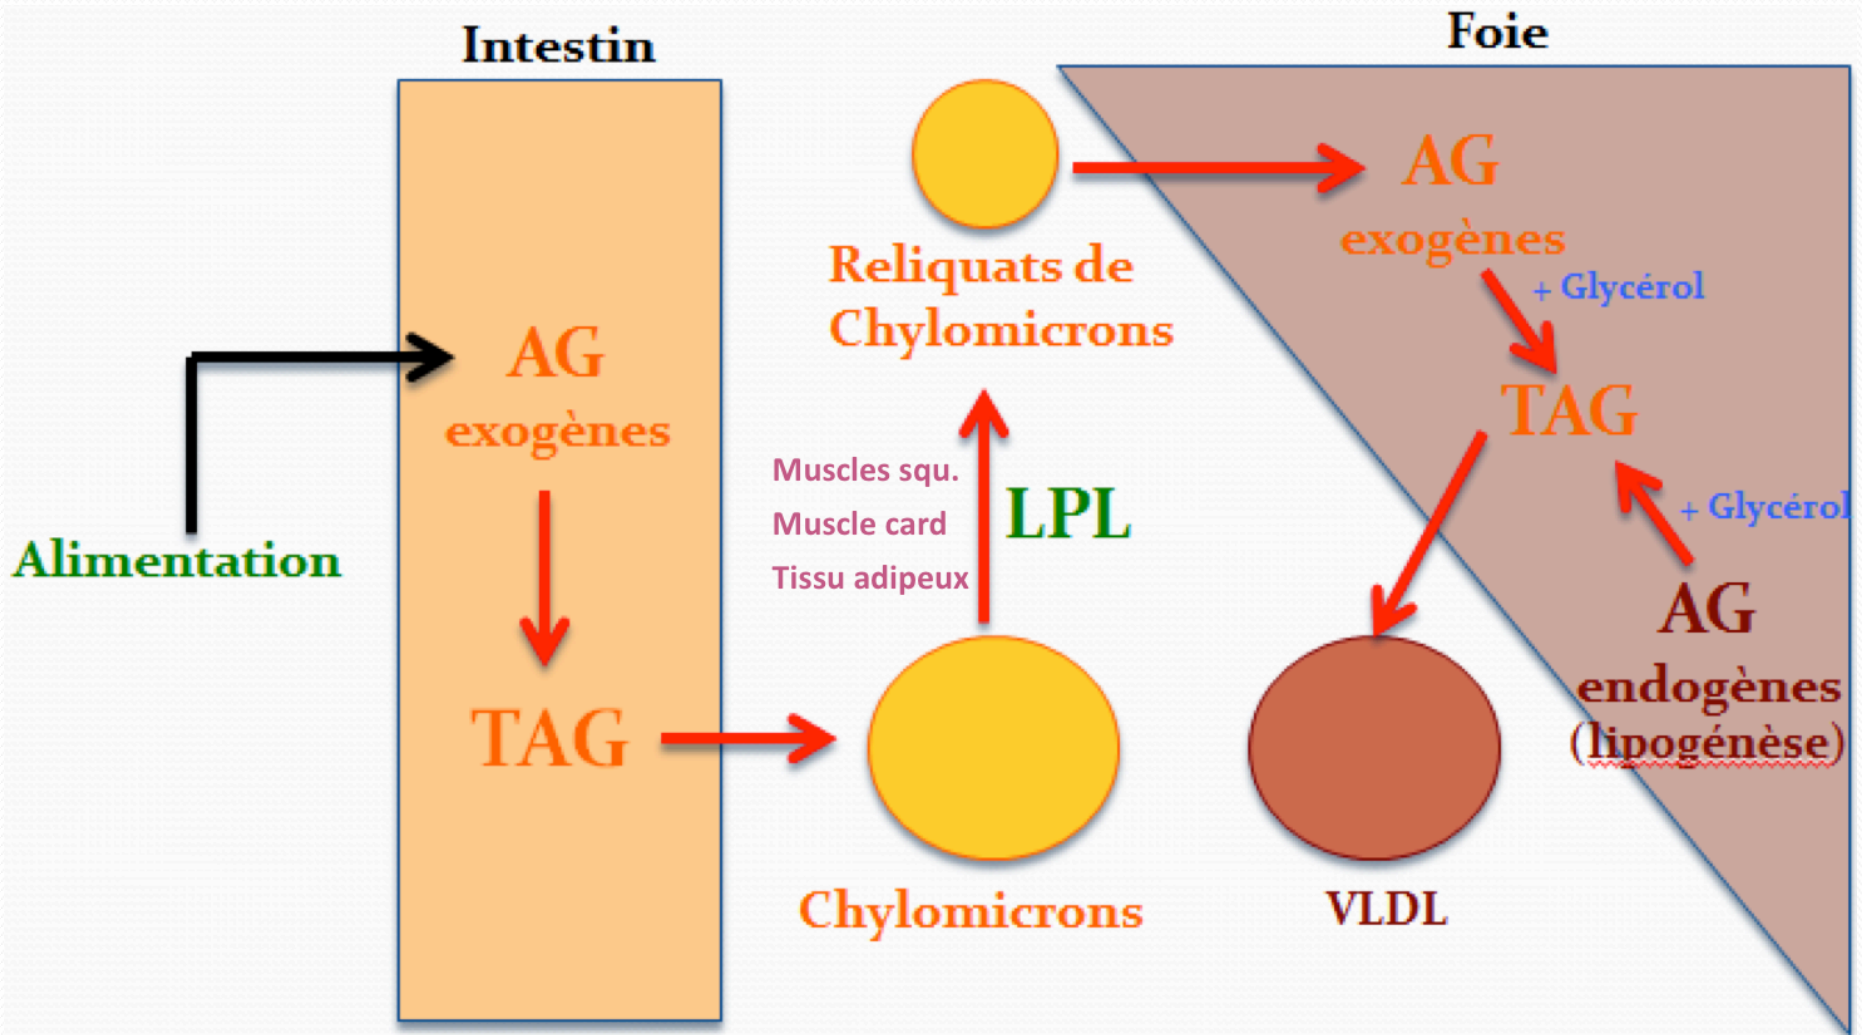 Intestin
Foie
AG
exogènes
Alimentation
TAG
Reliquats de
Chylomicrons
Muscles squ.
Muscle card
Tissu adipeux
LPL
Chylomicrons
AG
exogènes
+ Glycérol
TAG
+ Glycérol
AG
endogènes
(lipogénèse)
VLDL